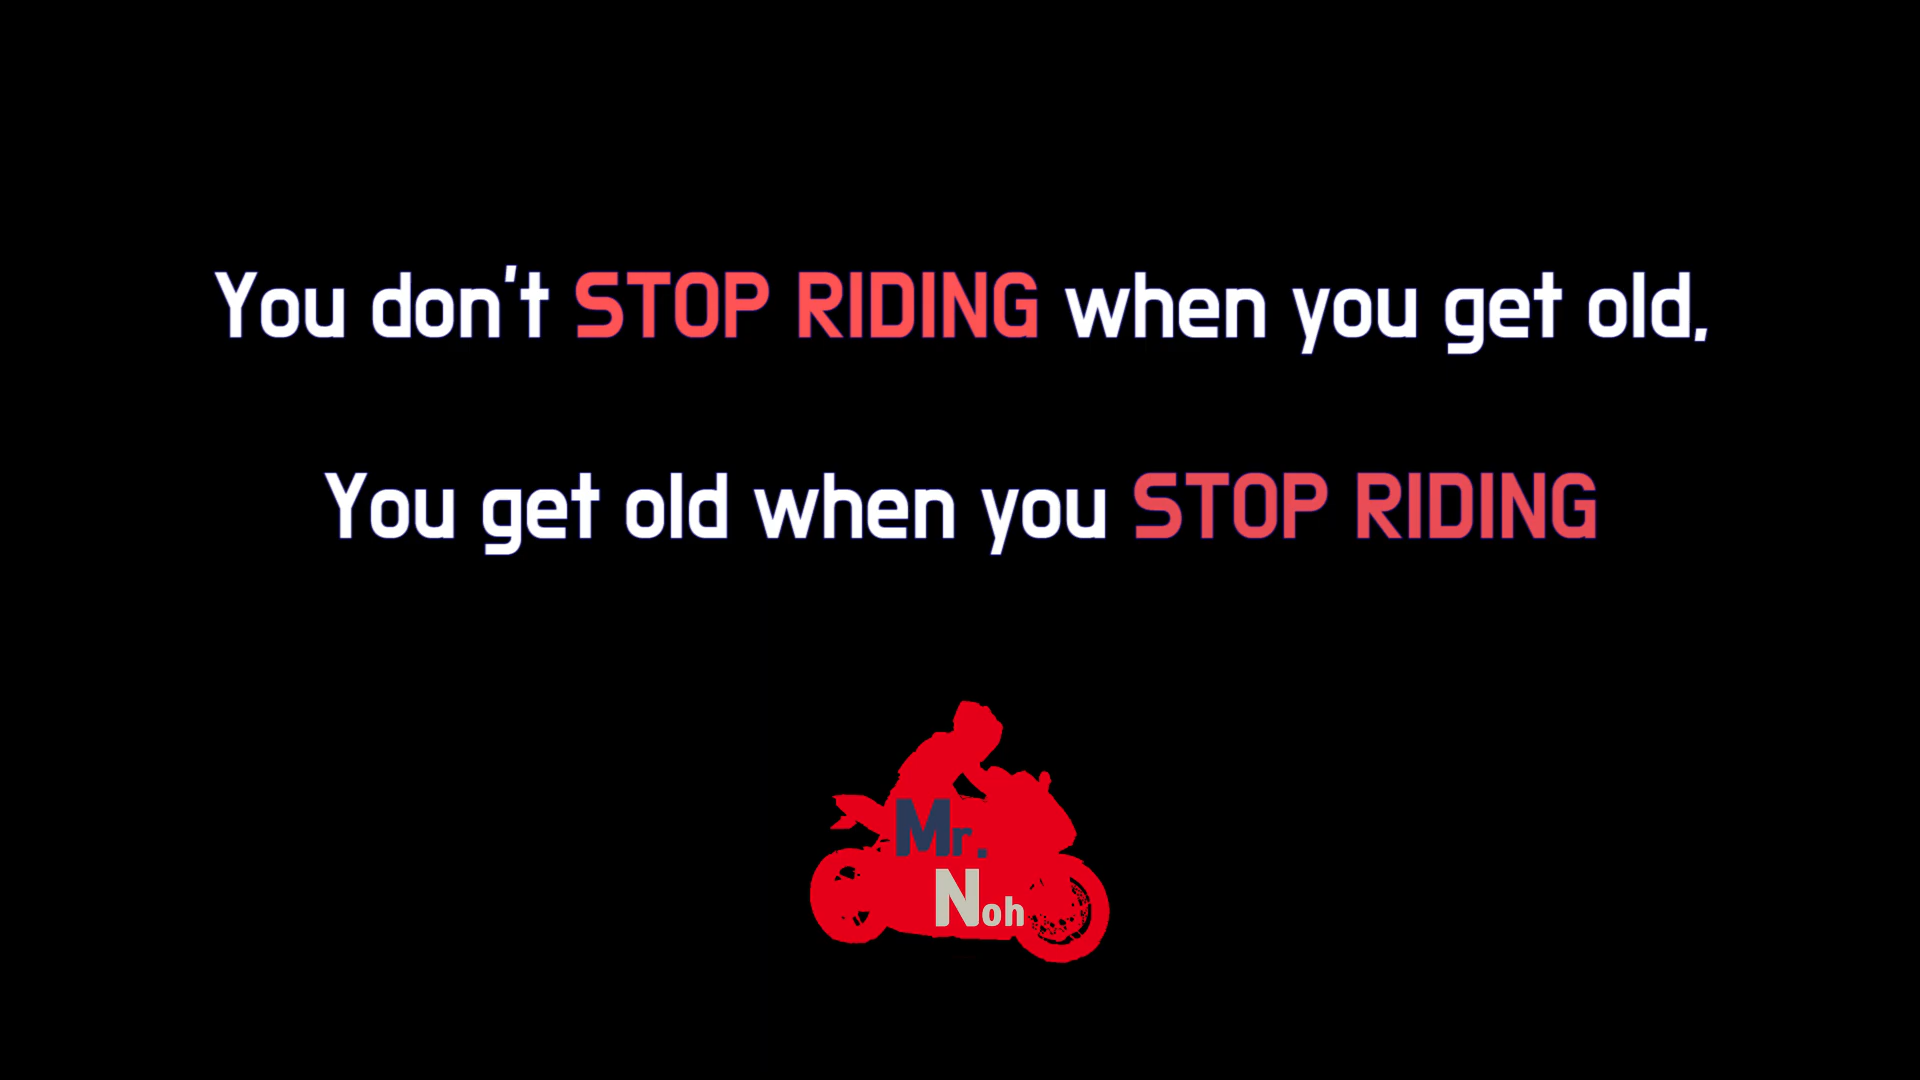 You don't STOP RIDING when you get old,
You get old when you STOP RIDING
Mr.
Noh